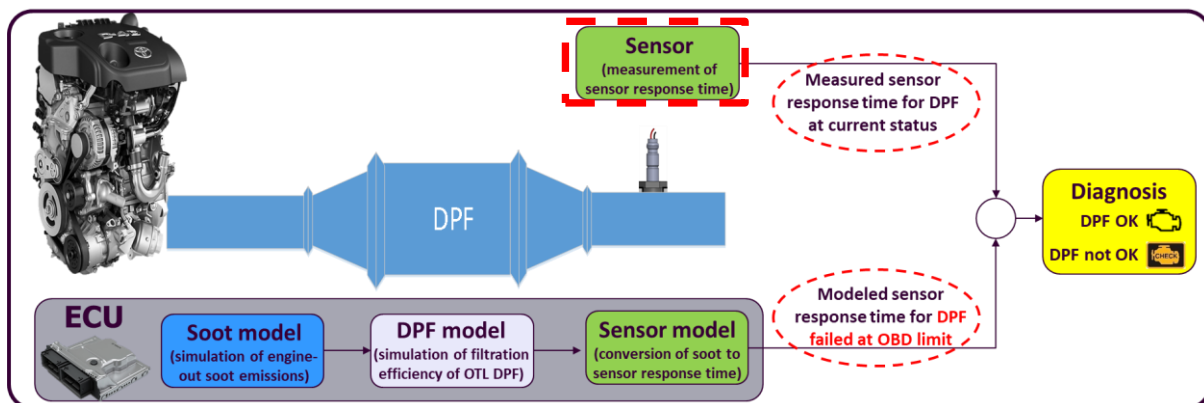 Sensor
(measurement of
sensor response time)
Measured sensor
response time for DPF
at current status
DPF
Diagnosis
DPF OK
DPF not OK
CHECK
ECU
Soot model
(simulation of engine-
out soot emissions)
DPF model
(simulation of filtration
efficiency of OTL DPF)
Sensor model
(conversion of soot to
sensor response time)
Modeled sensor
response time for DPF
failed at OBD limit